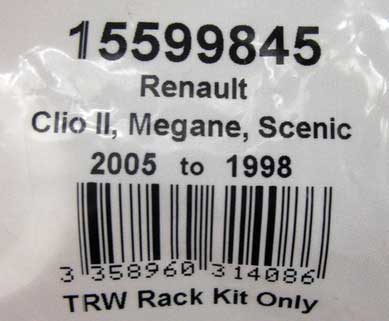 15599845
Renault
Clio II, Megane, Scenic
2005 to 1998
3 358960 314086
TRW Rack Kit Only